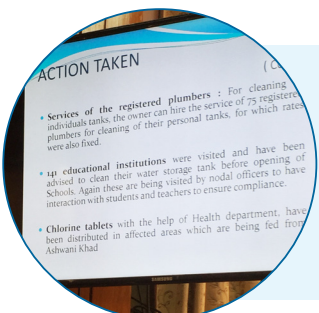 ACTION TAKEN
( C
• Services of the registered plumbers : For cleaning
individuals tanks, the owner can hire the service of 75 registere
plumbers for cleaning of their personal tanks, for which rates
were also fixed.
• 141 educational institutions were visited and have been
advised to clean their water storage tank before opening of
Schools. Again these are being visited by nodal officers to have
interaction with students and teachers to ensure compliance.
• Chlorine tablets with the help of Health department, have
been distributed in affected areas which are being fed from
Ashwani Khad
SAMSUNG